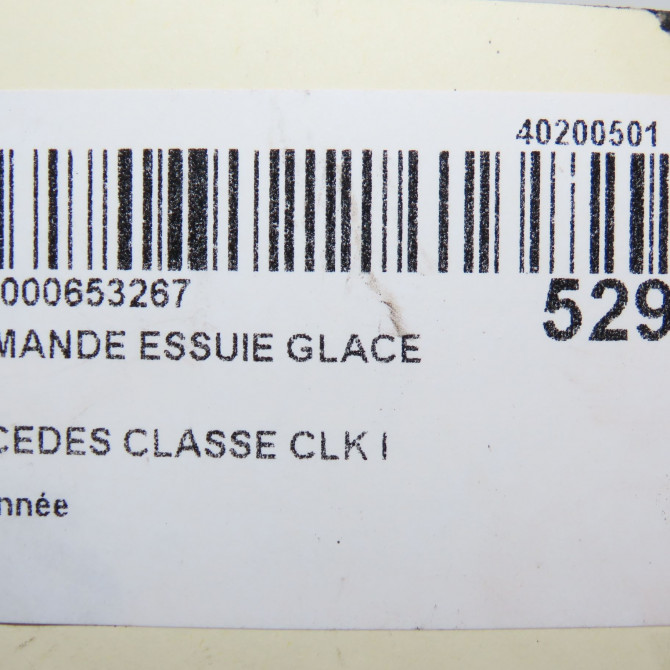 40200501
000653267
529
MANDE ESSUIE GLACE
CEDES CLASSE CLK I
nnée